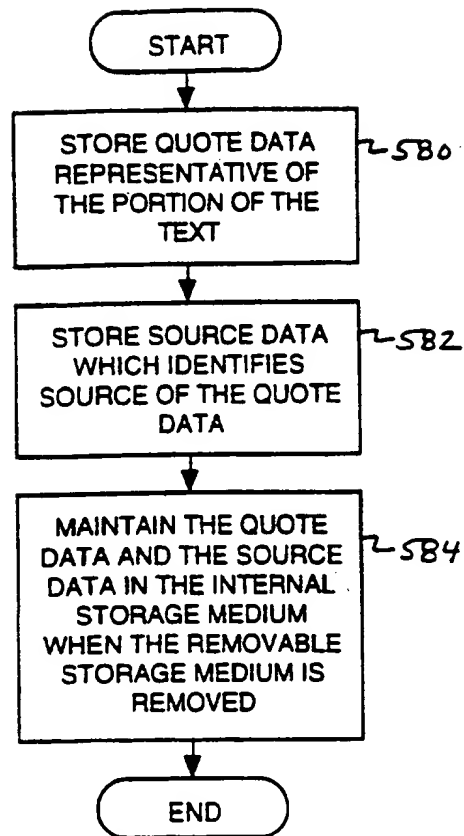 START
STORE QUOTE DATA
REPRESENTATIVE OF
THE PORTION OF THE
TEXT
580
STORE SOURCE DATA
WHICH IDENTIFIES
SOURCE OF THE QUOTE
DATA
582
MAINTAIN THE QUOTE
DATA AND THE SOURCE
DATA IN THE INTERNAL
STORAGE MEDIUM
WHEN THE REMOVABLE
STORAGE MEDIUM IS
REMOVED
584
END